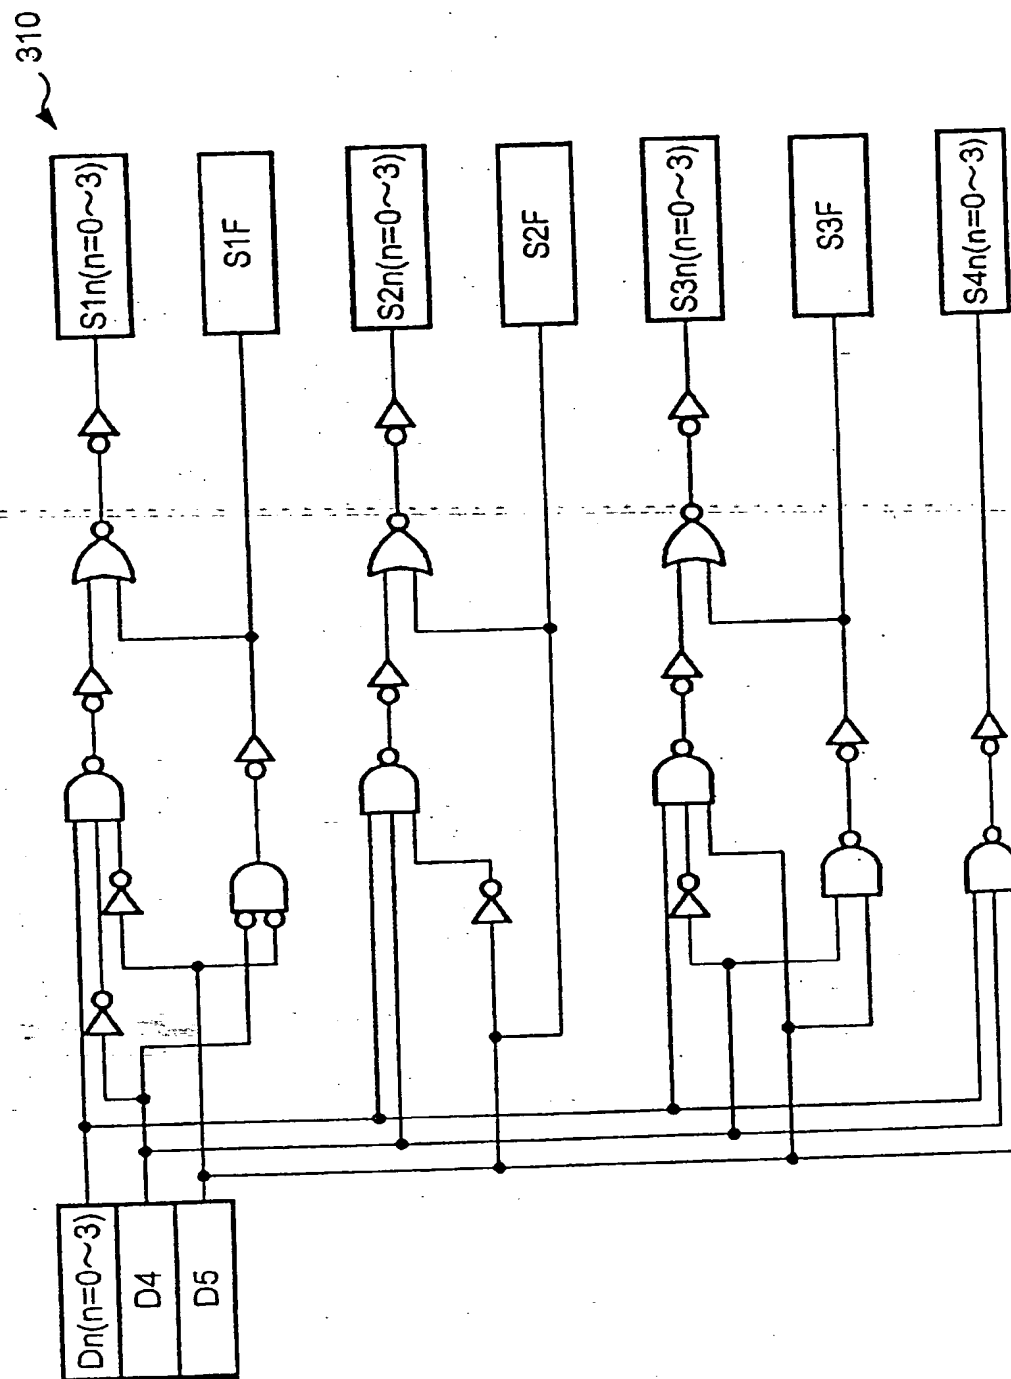 310
S1n(n=0~3)
S1F
S2n(n=0~3)
S2F
S3n(n=0~3)
S3F
S4n(n=0~3)
Dn(n=0~3)
D4
D5